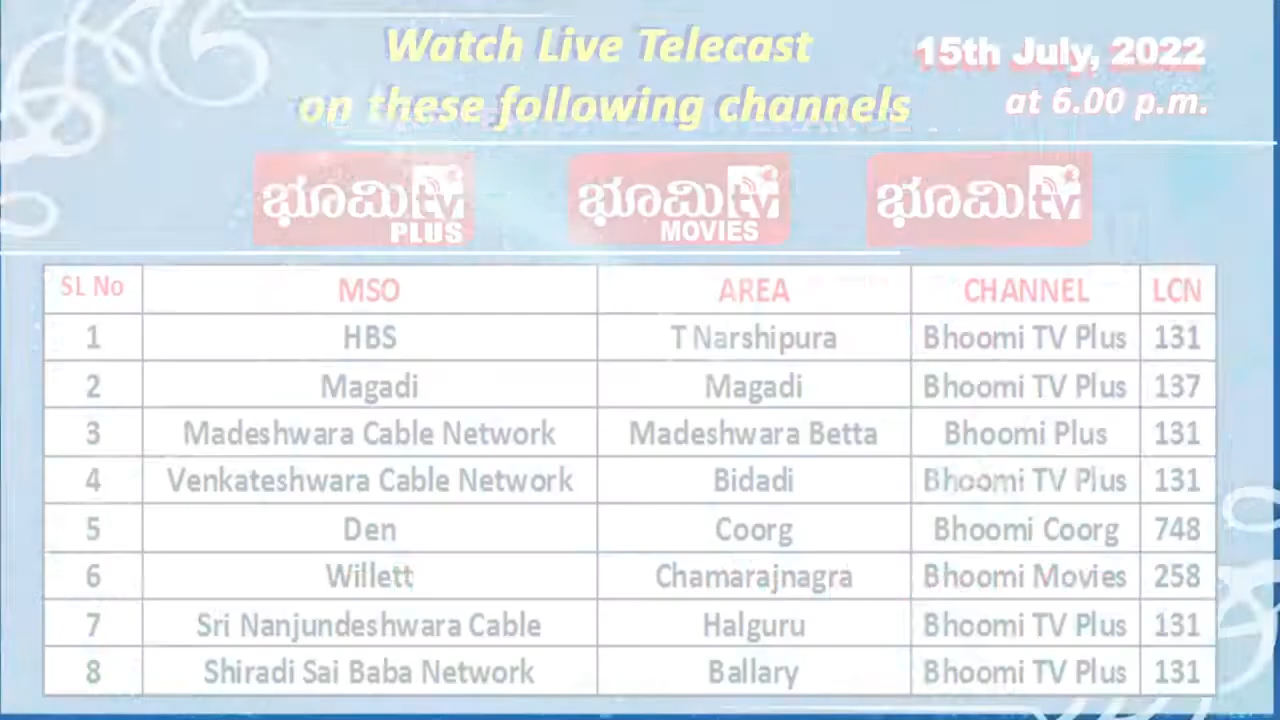 Watch Live Telecast
on these following channels
15th July, 2022
at 6.00 p.m.
ಭೂಮಿ tv PLUS
ಭೂಮಿ tv MOVIES
ಭೂಮಿ tv
SL No MSO AREA CHANNEL LCN
1 HBS T Narshipura Bhoomi TV Plus 131
2 Magadi Magadi Bhoomi TV Plus 137
3 Madeshwara Cable Network Madeshwara Betta Bhoomi Plus 131
4 Venkateshwara Cable Network Bidadi Bhoomi TV Plus 131
5 Den Coorg Bhoomi Coorg 748
6 Willett Chamarajnagra Bhoomi Movies 258
7 Sri Nanjundeshwara Cable Halguru Bhoomi TV Plus 131
8 Shiradi Sai Baba Network Ballary Bhoomi TV Plus 131